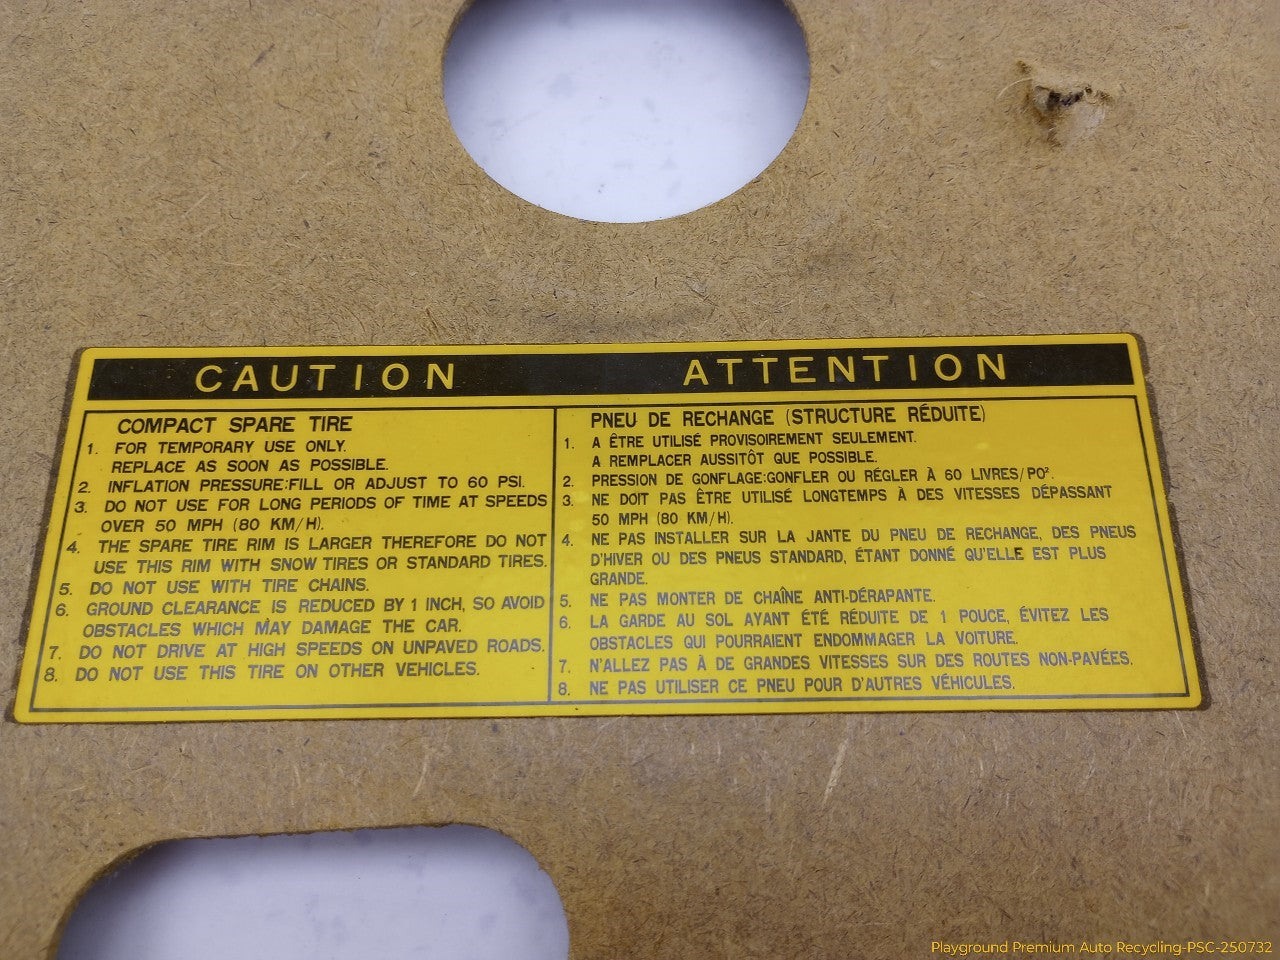 CAUTION
ATTENTION
COMPACT SPARE TIRE
1. FOR TEMPORARY USE ONLY.
REPLACE AS SOON AS POSSIBLE.
2. INFLATION PRESSURE:FILL OR ADJUST TO 60 PSI.
3. DO NOT USE FOR LONG PERIODS OF TIME AT SPEEDS
OVER 50 MPH (80 KM/H).
4. THE SPARE TIRE RIM IS LARGER THEREFORE DO NOT
USE THIS RIM WITH SNOW TIRES OR STANDARD TIRES.
5. DO NOT USE WITH TIRE CHAINS.
6. GROUND CLEARANCE IS REDUCED BY 1 INCH, SO AVOID
OBSTACLES WHICH MAY DAMAGE THE CAR.
7. DO NOT DRIVE AT HIGH SPEEDS ON UNPAVED ROADS.
8. DO NOT USE THIS TIRE ON OTHER VEHICLES.
PNEU DE RECHANGE (STRUCTURE RÉDUITE)
1. A ÊTRE UTILISÉ PROVISOIREMENT SEULEMENT.
A REMPLACER AUSSITÔT QUE POSSIBLE.
2. PRESSION DE GONFLAGE:GONFLER OU RÉGLER À 60 LIVRES/PO².
3. NE DOIT PAS ÊTRE UTILISÉ LONGTEMPS À DES VITESSES DÉPASSANT
50 MPH (80 KM/H).
4. NE PAS INSTALLER SUR LA JANTE DU PNEU DE RECHANGE, DES PNEUS
D'HIVER OU DES PNEUS STANDARD, ÉTANT DONNÉ QU'ELLE EST PLUS
GRANDE.
5. NE PAS MONTER DE CHAÎNE ANTI-DÉRAPANTE.
6. LA GARDE AU SOL AYANT ÉTÉ RÉDUITE DE 1 POUCE, ÉVITEZ LES
OBSTACLES QUI POURRAIENT ENDOMMAGER LA VOITURE.
7. N'ALLEZ PAS À DE GRANDES VITESSES SUR DES ROUTES NON-PAVÉES.
8. NE PAS UTILISER CE PNEU POUR D'AUTRES VÉHICULES.
Playground Premium Auto Recycling-PSC-250732